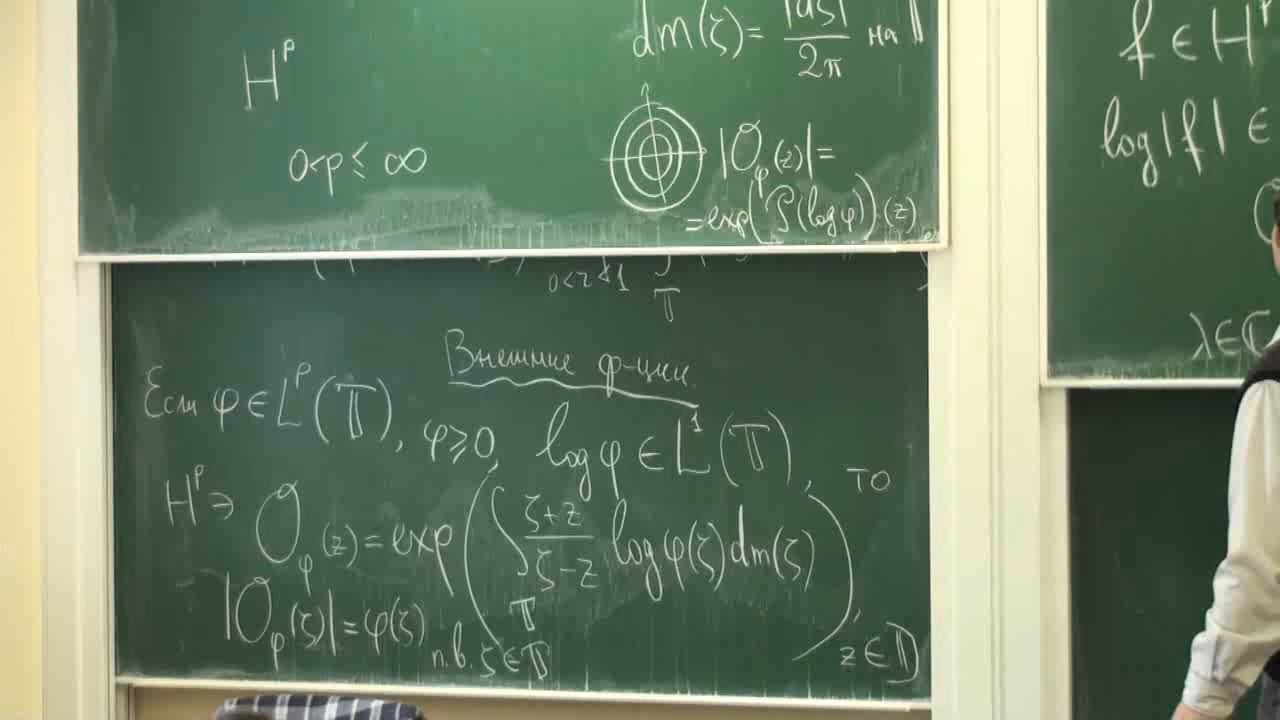 H^p
0<p≤∞
dm(ζ) = |dζ|/2π на 𝕋
|O_φ(z)| =
= exp(𝒫(log φ))(z)
0<r<1 ∫_𝕋
Внешние ф-ции
Если φ ∈ L^p(𝕋), φ ≥ 0, log φ ∈ L^1(𝕋), то
H^p ∋ O_φ(z) = exp( ∫_𝕋 (ζ+z)/(ζ−z) log φ(ζ) dm(ζ) ), z ∈ 𝔻
|O_φ(ζ)| = φ(ζ) п.в. ζ ∈ 𝕋
f ∈ H^p
log|f| ∈
λ ∈ ℂ